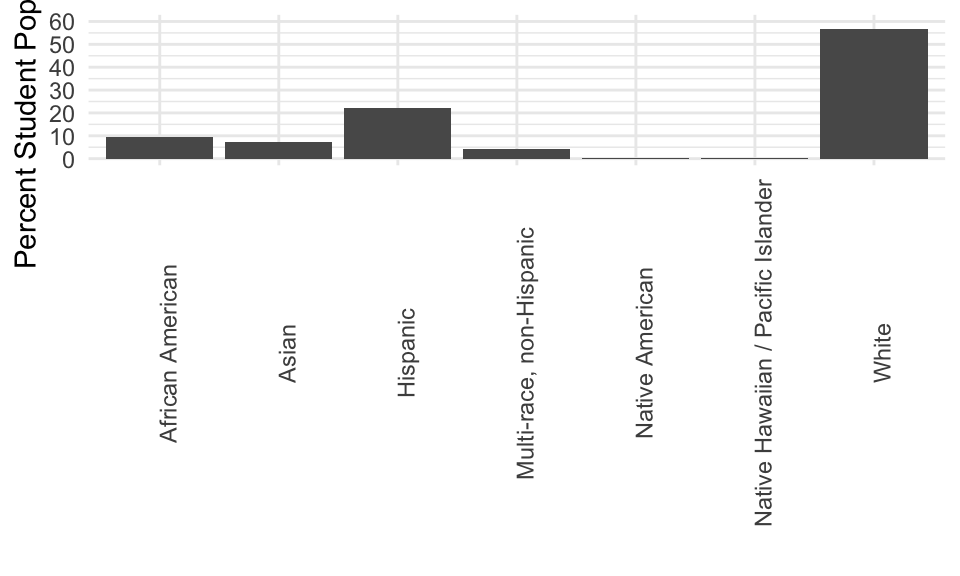 Percent Student Pop
60
50
40
30
20
10
0
African American
Asian
Hispanic
Multi-race, non-Hispanic
Native American
Native Hawaiian / Pacific Islander
White